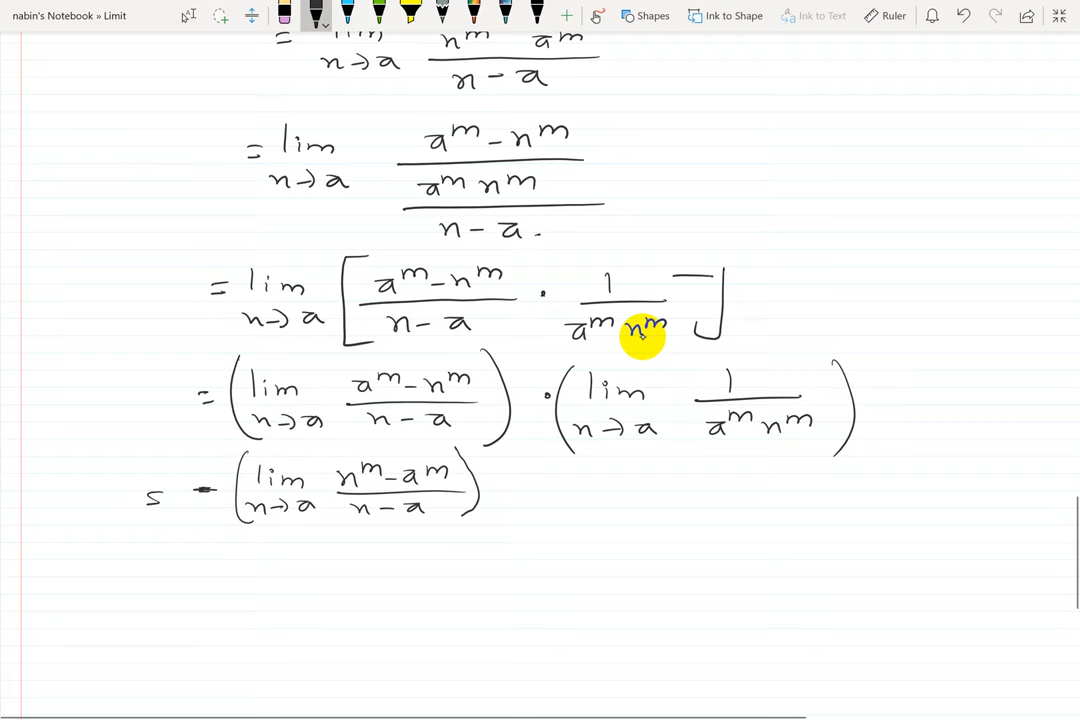 nabin's Notebook » Limit Shapes Ink to Shape Ink to Text Ruler
= lim n^m a^m
n→a n - a
= lim a^m - n^m
n→a a^m n^m
n - a.
= lim [ a^m - n^m · 1 ]
n→a n - a a^m n^m
= ( lim a^m - n^m ) · ( lim 1 )
n→a n - a n→a a^m n^m
s - ( lim n^m - a^m )
n→a n - a